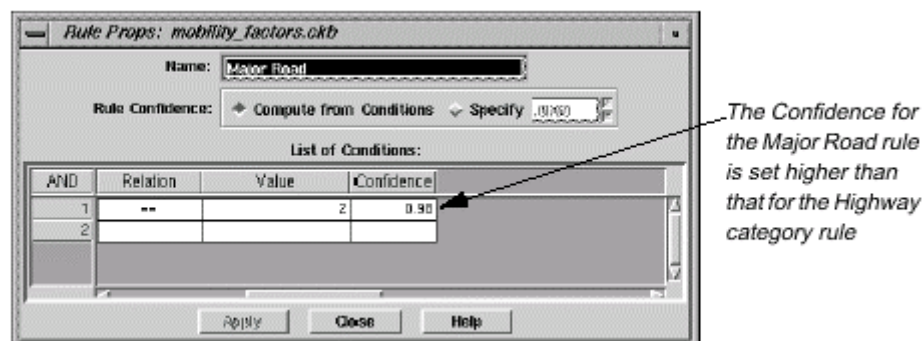 Rule Props: mobility_factors.ckb
Name: Major Road
Rule Confidence: Compute from Conditions Specify
List of Conditions:
AND Relation Value Confidence
1 == 2 0.98
2
Apply Close Help
The Confidence for
the Major Road rule
is set higher than
that for the Highway
category rule